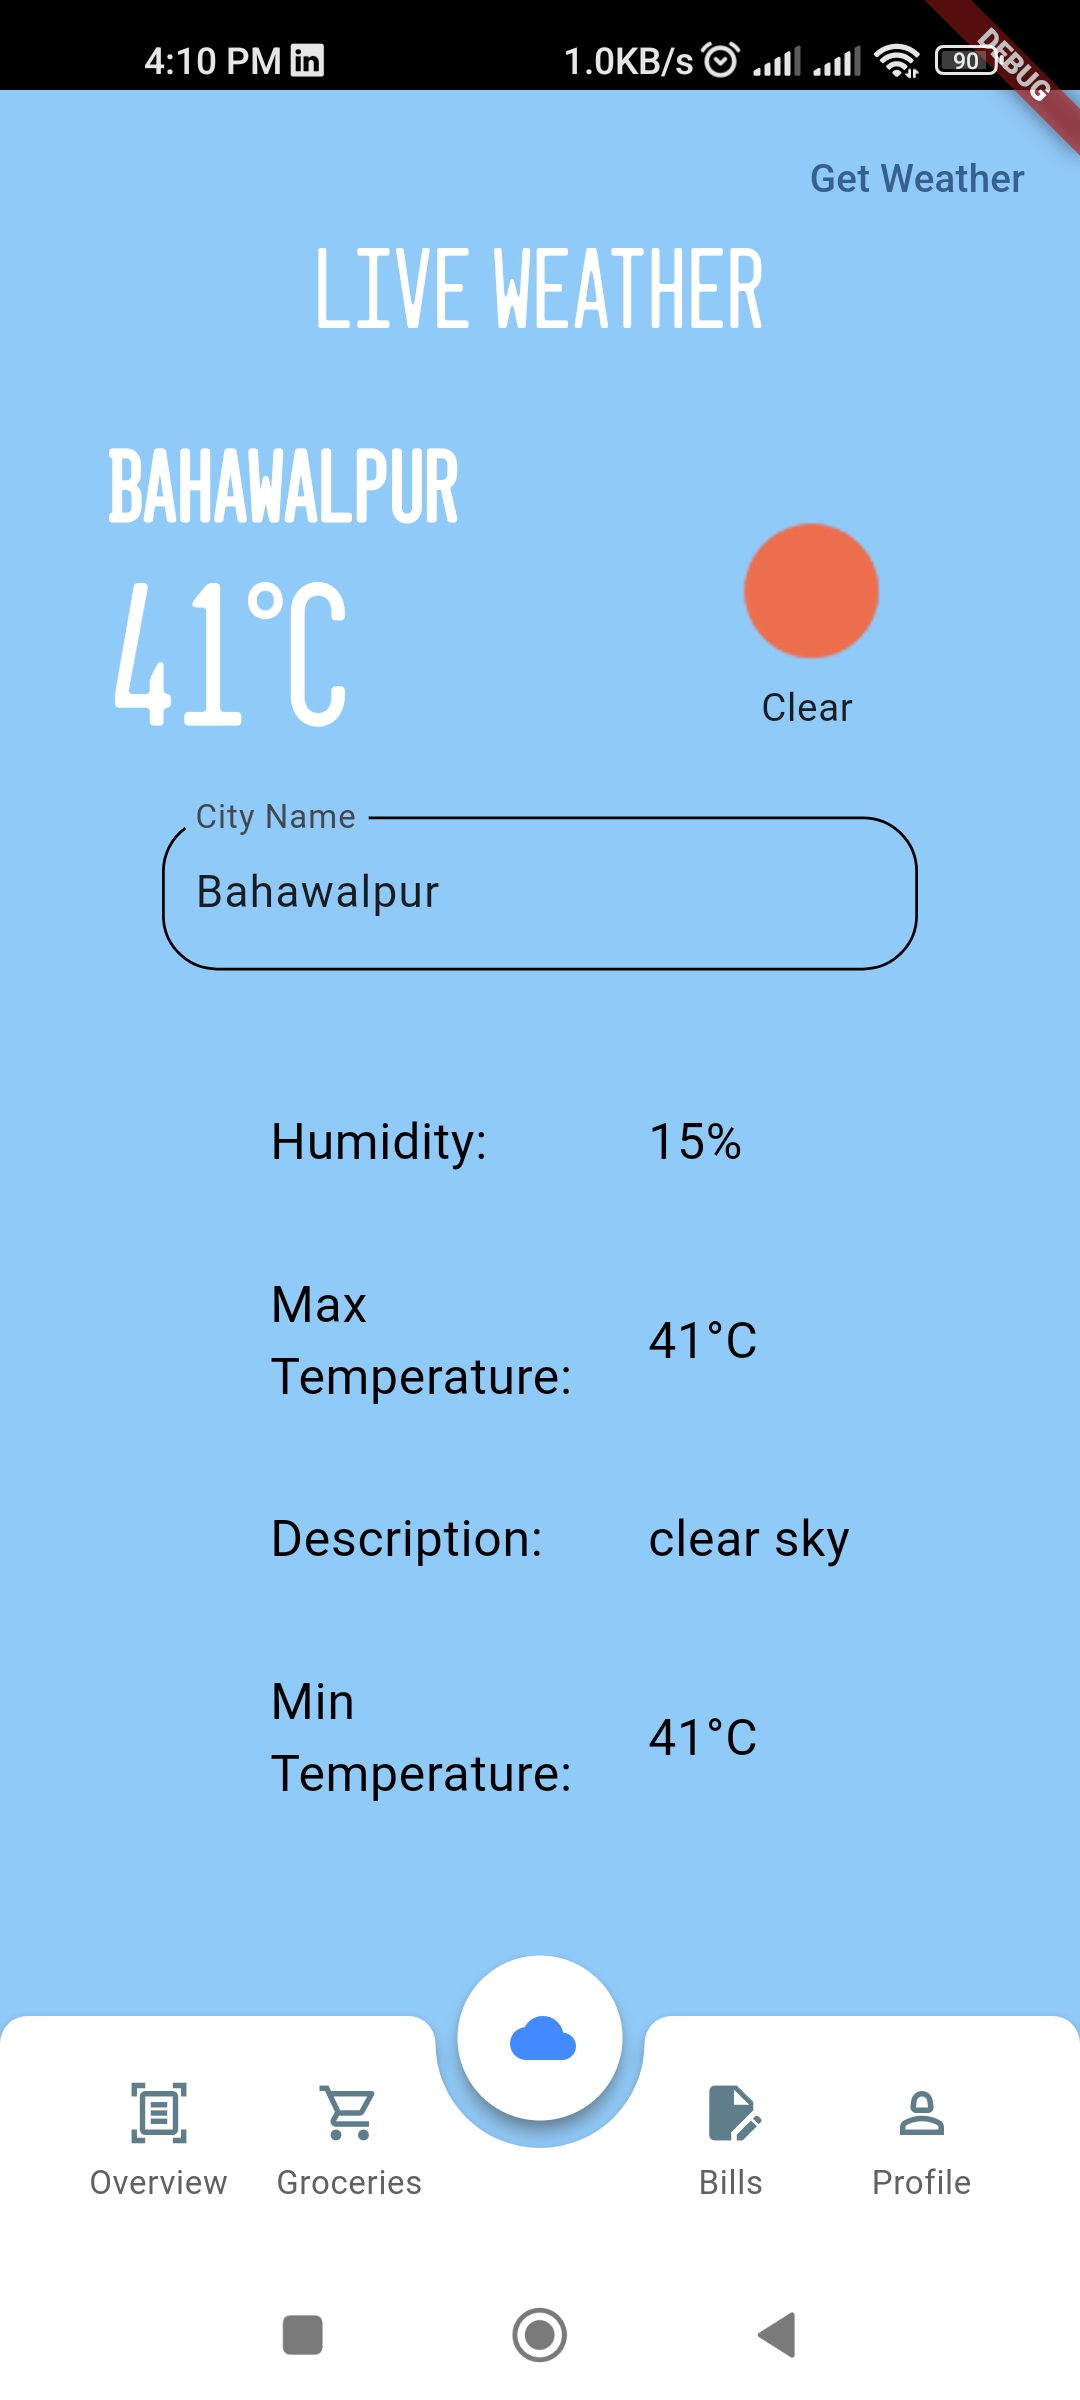 4:10 PM in 1.0KB/s 90
DEBUG
Get Weather
LIVE WEATHER
BAHAWALPUR
41°C
Clear
City Name
Bahawalpur
Humidity: 15%
Max
Temperature: 41°C
Description: clear sky
Min
Temperature: 41°C
Overview Groceries Bills Profile